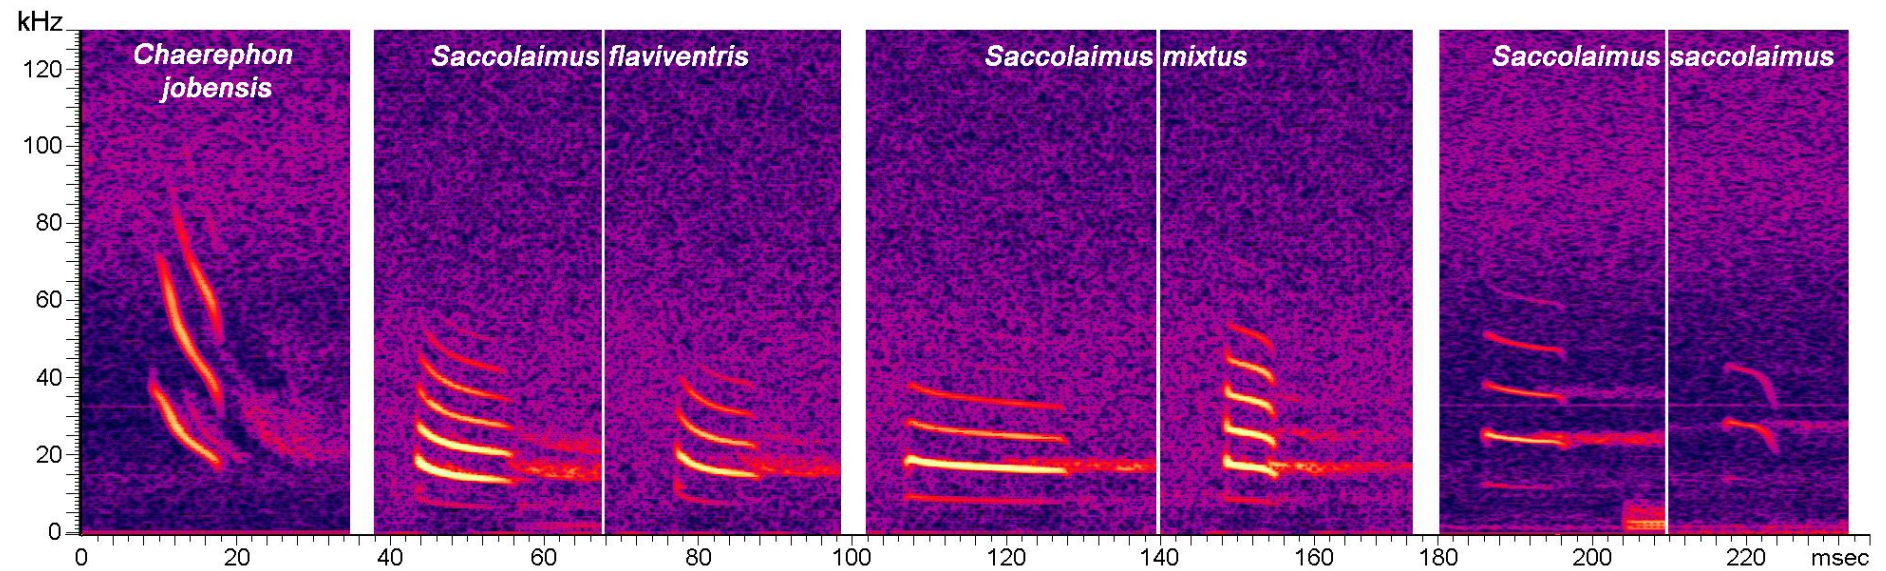 kHz
Chaerephon
jobensis
Saccolaimus flaviventris
Saccolaimus mixtus
Saccolaimus saccolaimus
120
100
80
60
40
20
0
0 20 40 60 80 100 120 140 160 180 200 220 msec